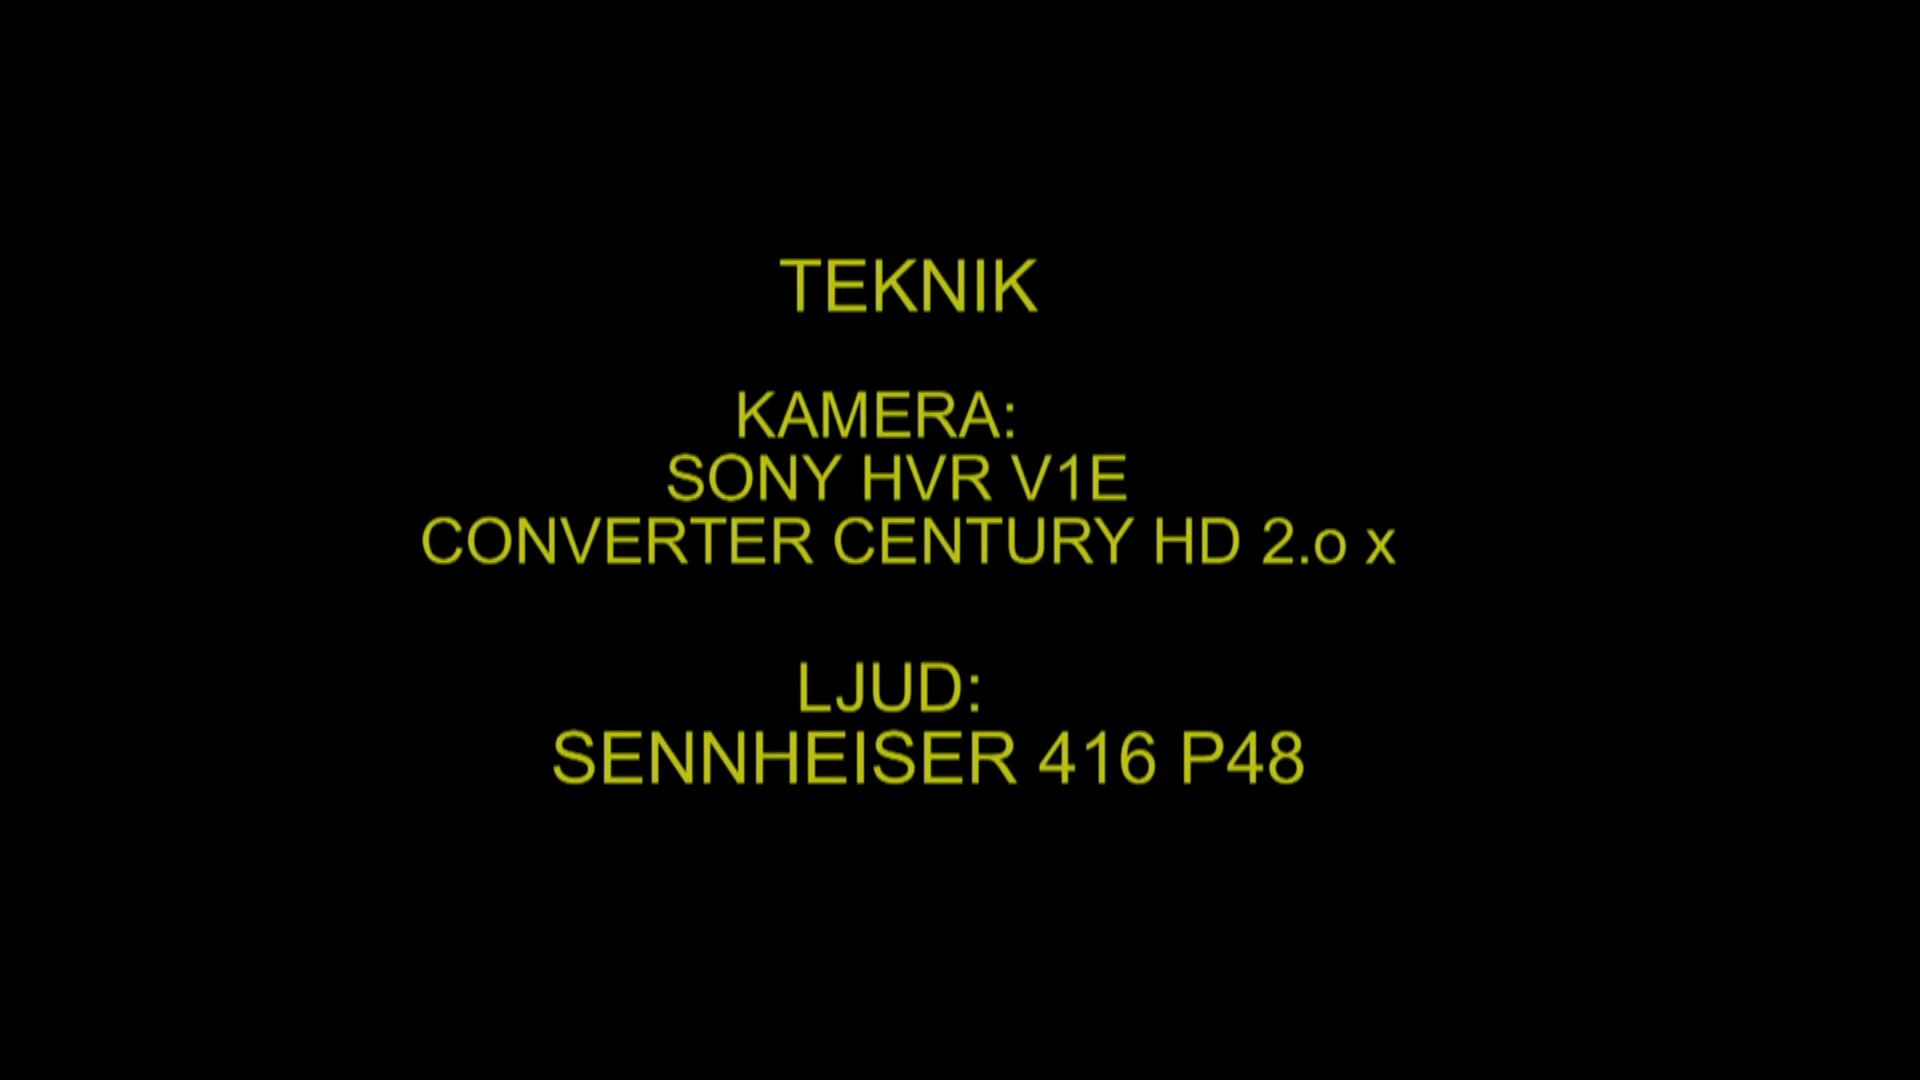 TEKNIK
KAMERA:
SONY HVR V1E
CONVERTER CENTURY HD 2.o x
LJUD:
SENNHEISER 416 P48